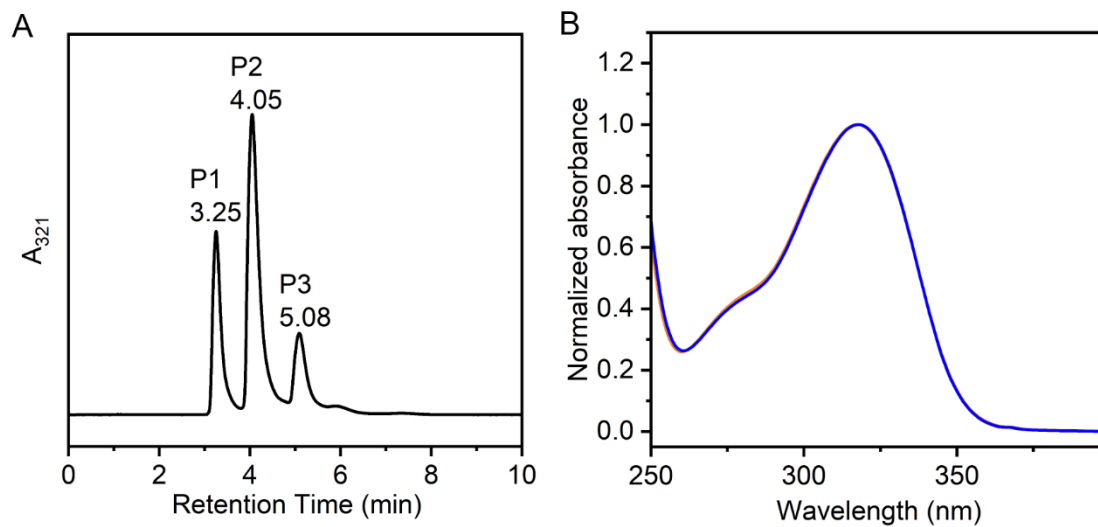 A
P1
3.25
P2
4.05
P3
5.08
A321
0 2 4 6 8 10
Retention Time (min)
B
1.2
1.0
0.8
0.6
0.4
0.2
0.0
Normalized absorbance
250 300 350
Wavelength (nm)